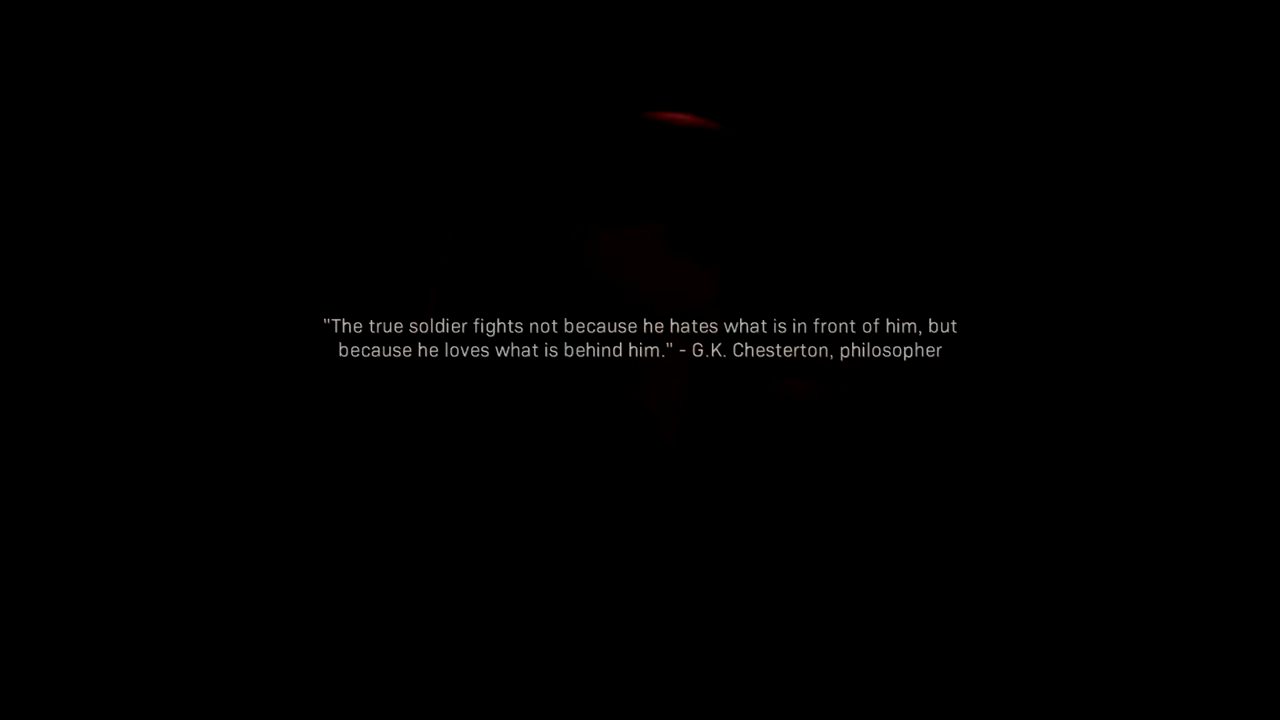 "The true soldier fights not because he hates what is in front of him, but
because he loves what is behind him." - G.K. Chesterton, philosopher